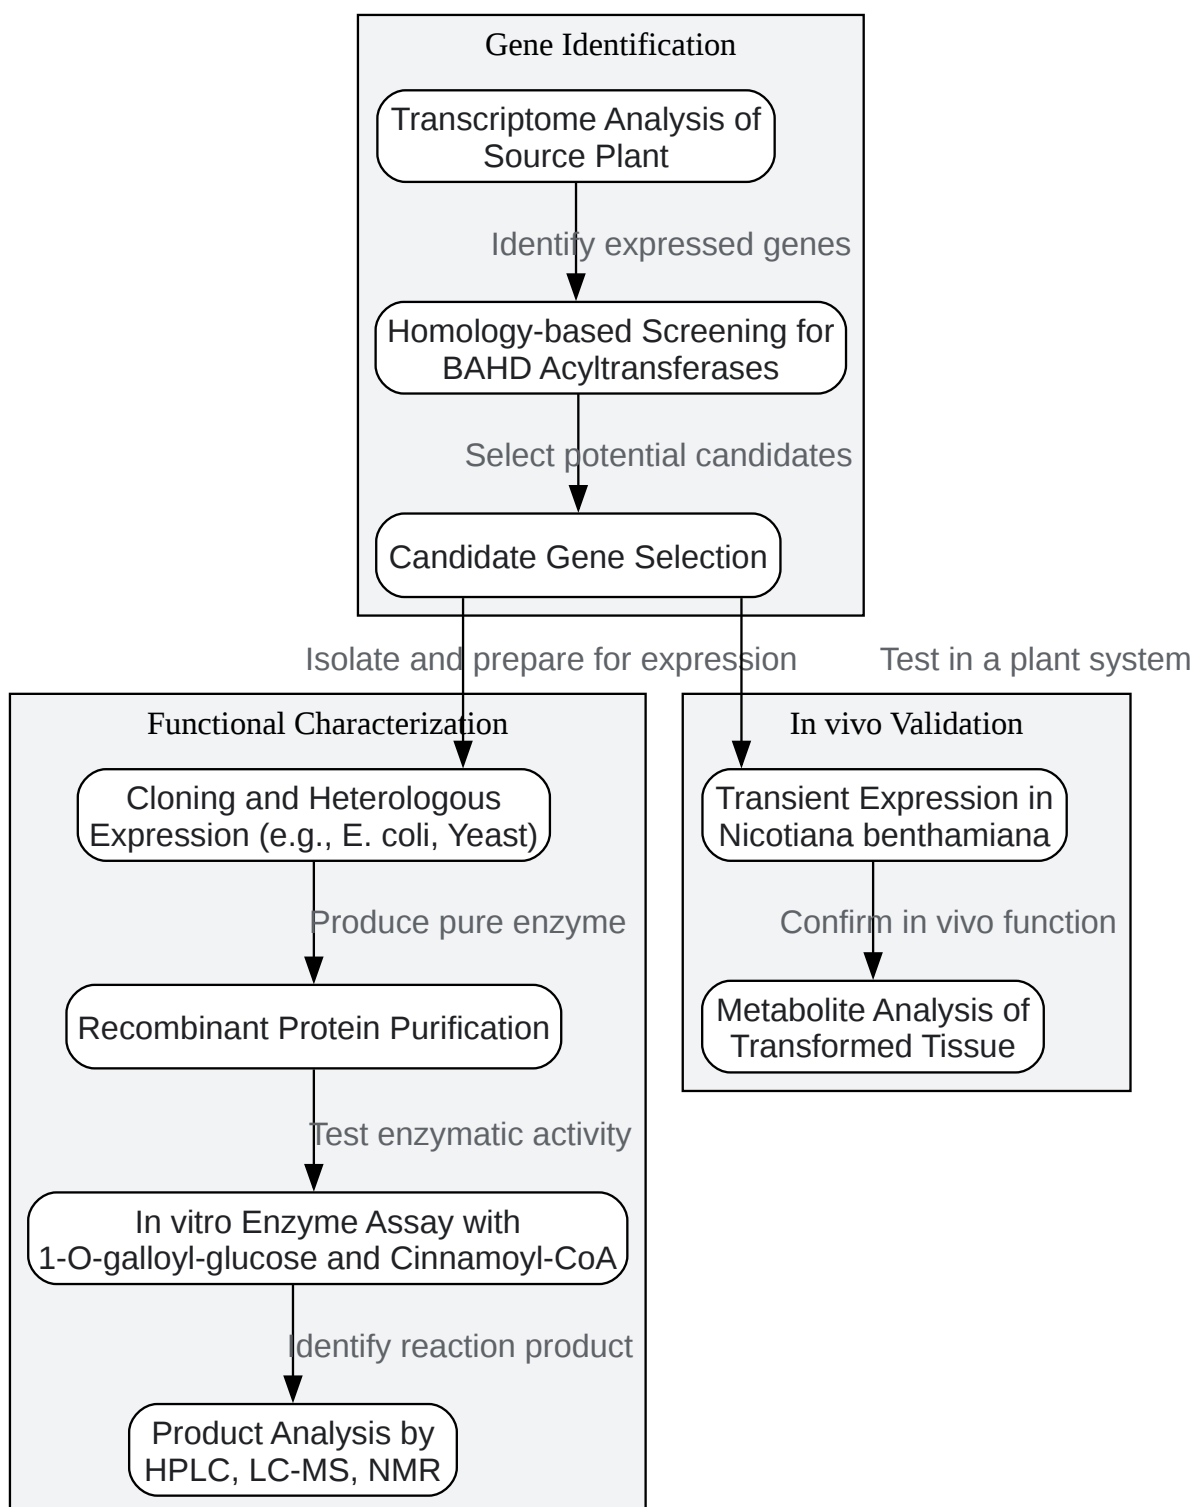 Gene Identification
Transcriptome Analysis of
Source Plant
Identify expressed genes
Homology-based Screening for
BAHD Acyltransferases
Select potential candidates
Candidate Gene Selection
Isolate and prepare for expression
Test in a plant system
Functional Characterization
Cloning and Heterologous
Expression (e.g., E. coli, Yeast)
Produce pure enzyme
Recombinant Protein Purification
Test enzymatic activity
In vitro Enzyme Assay with
1-O-galloyl-glucose and Cinnamoyl-CoA
Identify reaction product
Product Analysis by
HPLC, LC-MS, NMR
In vivo Validation
Transient Expression in
Nicotiana benthamiana
Confirm in vivo function
Metabolite Analysis of
Transformed Tissue